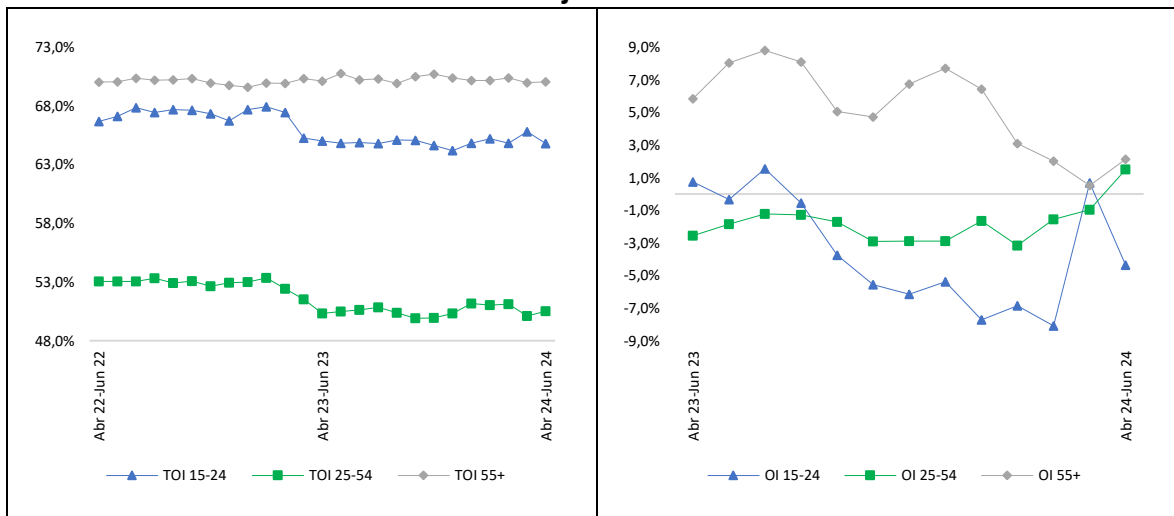 73,0%
68,0%
63,0%
58,0%
53,0%
48,0%
Abr 22-Jun 22
Abr 23-Jun 23
Abr 24-Jun 24
TOI 15-24
TOI 25-54
TOI 55+
9,0%
7,0%
5,0%
3,0%
1,0%
-1,0%
-3,0%
-5,0%
-7,0%
-9,0%
Abr 23-Jun 23
Abr 24-Jun 24
OI 15-24
OI 25-54
OI 55+